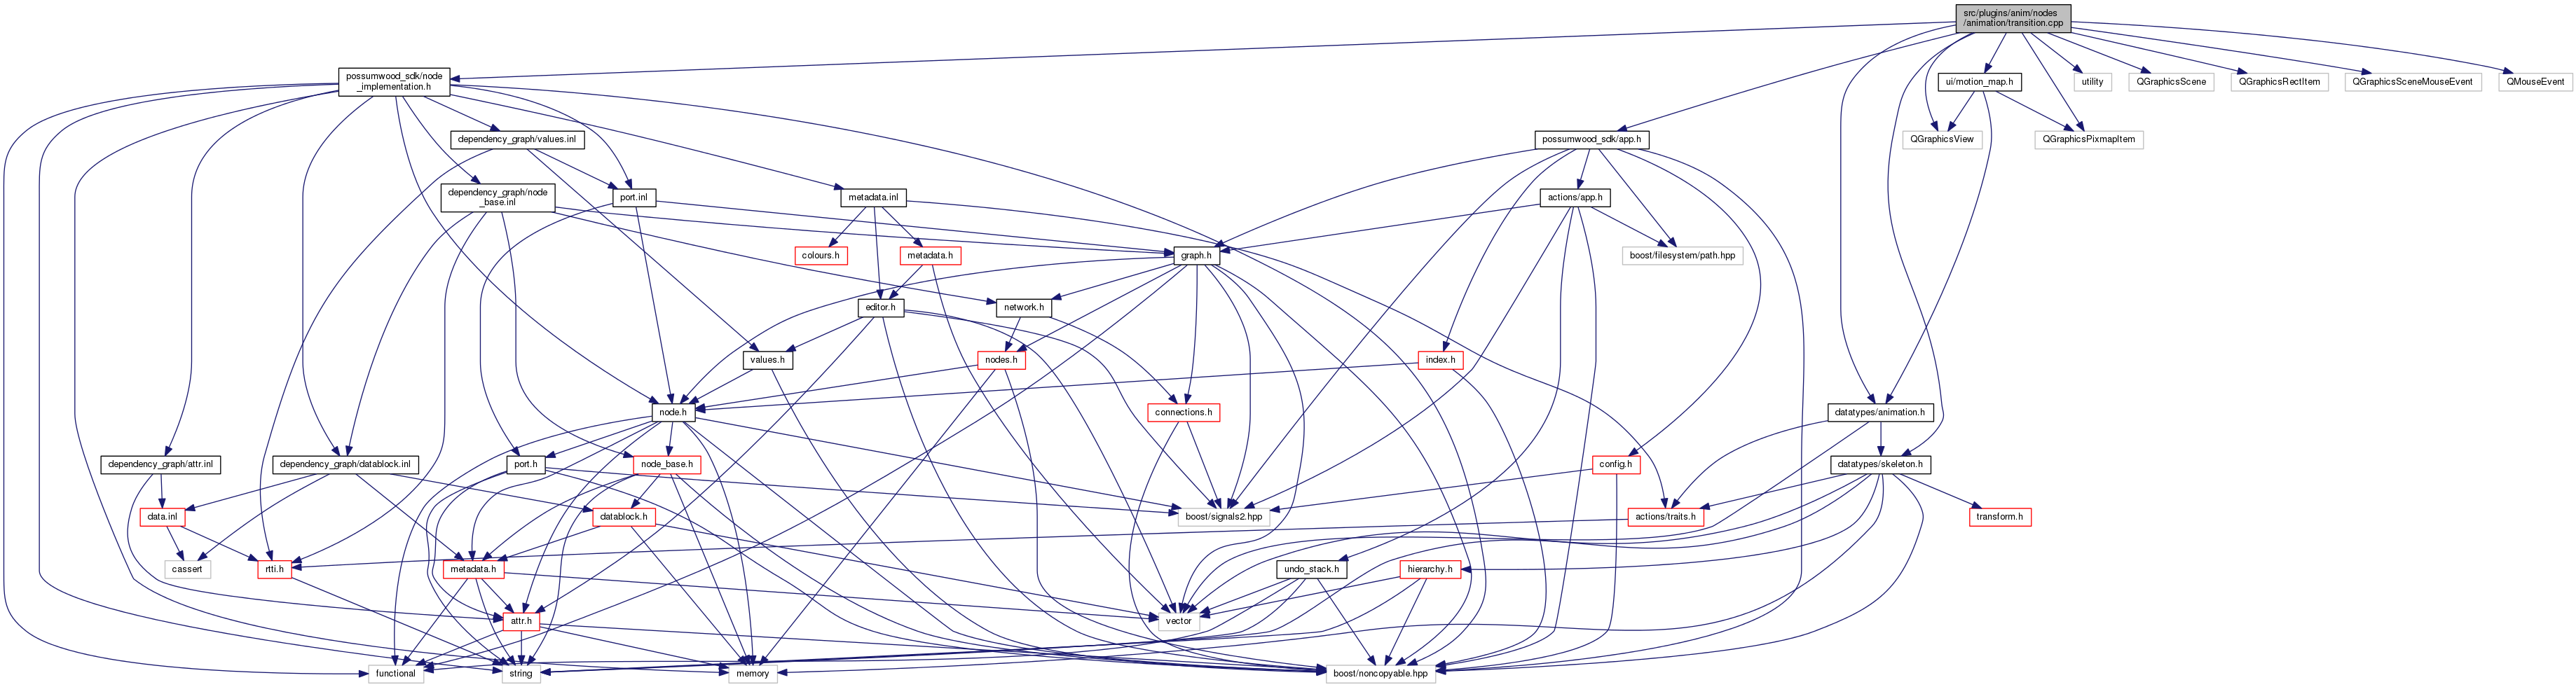 src/plugins/anim/nodes
/animation/transition.cpp
possumwood_sdk/node
_implementation.h
ui/motion_map.h
utility
QGraphicsScene
QGraphicsRectItem
QGraphicsSceneMouseEvent
QMouseEvent
dependency_graph/values.inl
possumwood_sdk/app.h
QGraphicsView
QGraphicsPixmapItem
dependency_graph/node
_base.inl
port.inl
metadata.inl
actions/app.h
colours.h
metadata.h
graph.h
boost/filesystem/path.hpp
editor.h
network.h
values.h
nodes.h
index.h
node.h
connections.h
datatypes/animation.h
dependency_graph/attr.inl
dependency_graph/datablock.inl
port.h
node_base.h
config.h
datatypes/skeleton.h
data.inl
datablock.h
boost/signals2.hpp
actions/traits.h
transform.h
cassert
rtti.h
metadata.h
undo_stack.h
hierarchy.h
attr.h
vector
functional
string
memory
boost/noncopyable.hpp